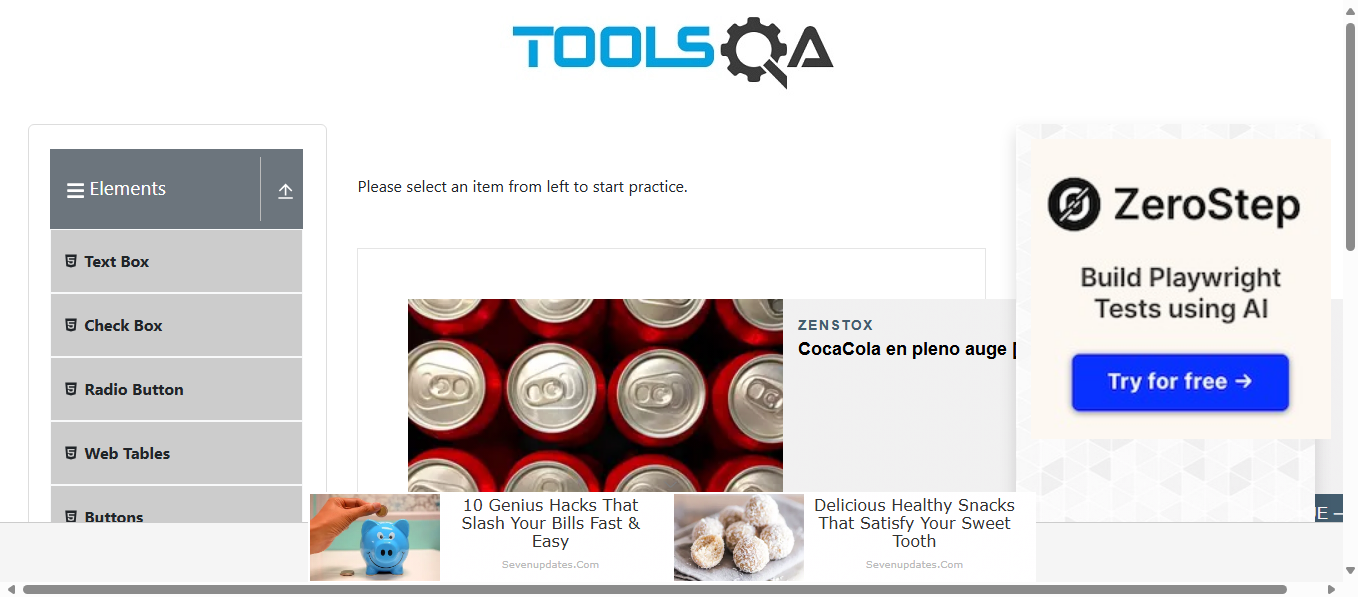 TOOLSQA
Elements
Text Box
Check Box
Radio Button
Web Tables
Buttons
Please select an item from left to start practice.
ZENSTOX
CocaCola en pleno auge [
ZeroStep
Build Playwright
Tests using AI
Try for free →
10 Genius Hacks That
Slash Your Bills Fast &
Easy
Sevenupdates.Com
Delicious Healthy Snacks
That Satisfy Your Sweet
Tooth
Sevenupdates.Com